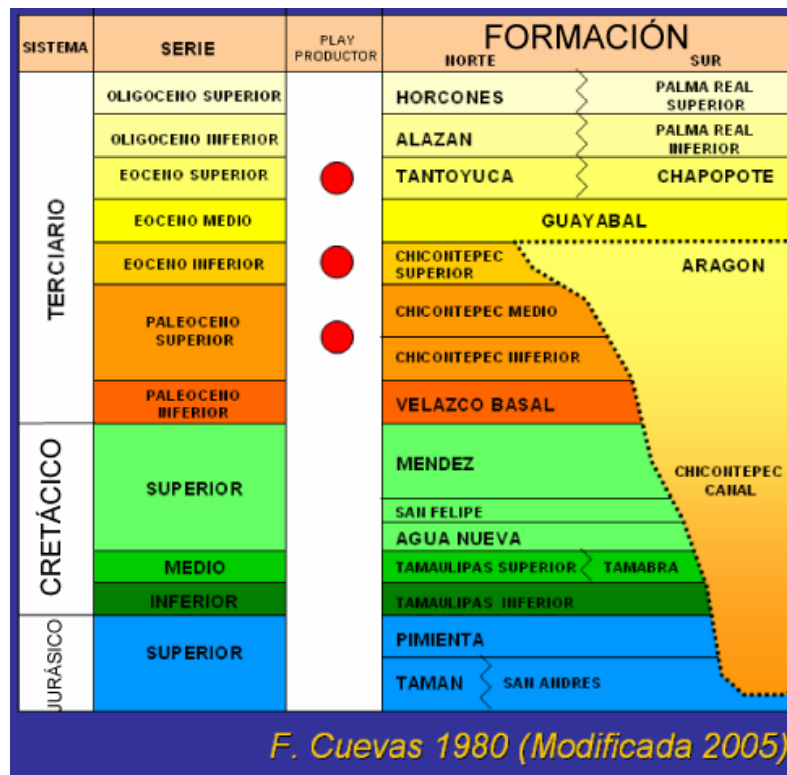 SISTEMA
SERIE
PLAY
PRODUCTOR
FORMACIÓN
NORTE
SUR
OLIGOCENO SUPERIOR
HORCONES
PALMA REAL
SUPERIOR
OLIGOCENO INFERIOR
ALAZAN
PALMA REAL
INFERIOR
EOCENO SUPERIOR
TANTOYUCA
CHAPOPOTE
TERCIARIO
EOCENO MEDIO
GUAYABAL
EOCENO INFERIOR
CHICONTEPEC
SUPERIOR
ARAGON
PALEOCENO
SUPERIOR
CHICONTEPEC MEDIO
CHICONTEPEC INFERIOR
PALEOCENO
INFERIOR
VELAZCO BASAL
CRETÁCICO
SUPERIOR
MENDEZ
CHICONTEPEC
CANAL
SAN FELIPE
AGUA NUEVA
MEDIO
TAMAULIPAS SUPERIOR
TAMABRA
INFERIOR
TAMAULIPAS INFERIOR
JURÁSICO
SUPERIOR
PIMIENTA
TAMAN
SAN ANDRES
F. Cuevas 1980 (Modificada 2005)